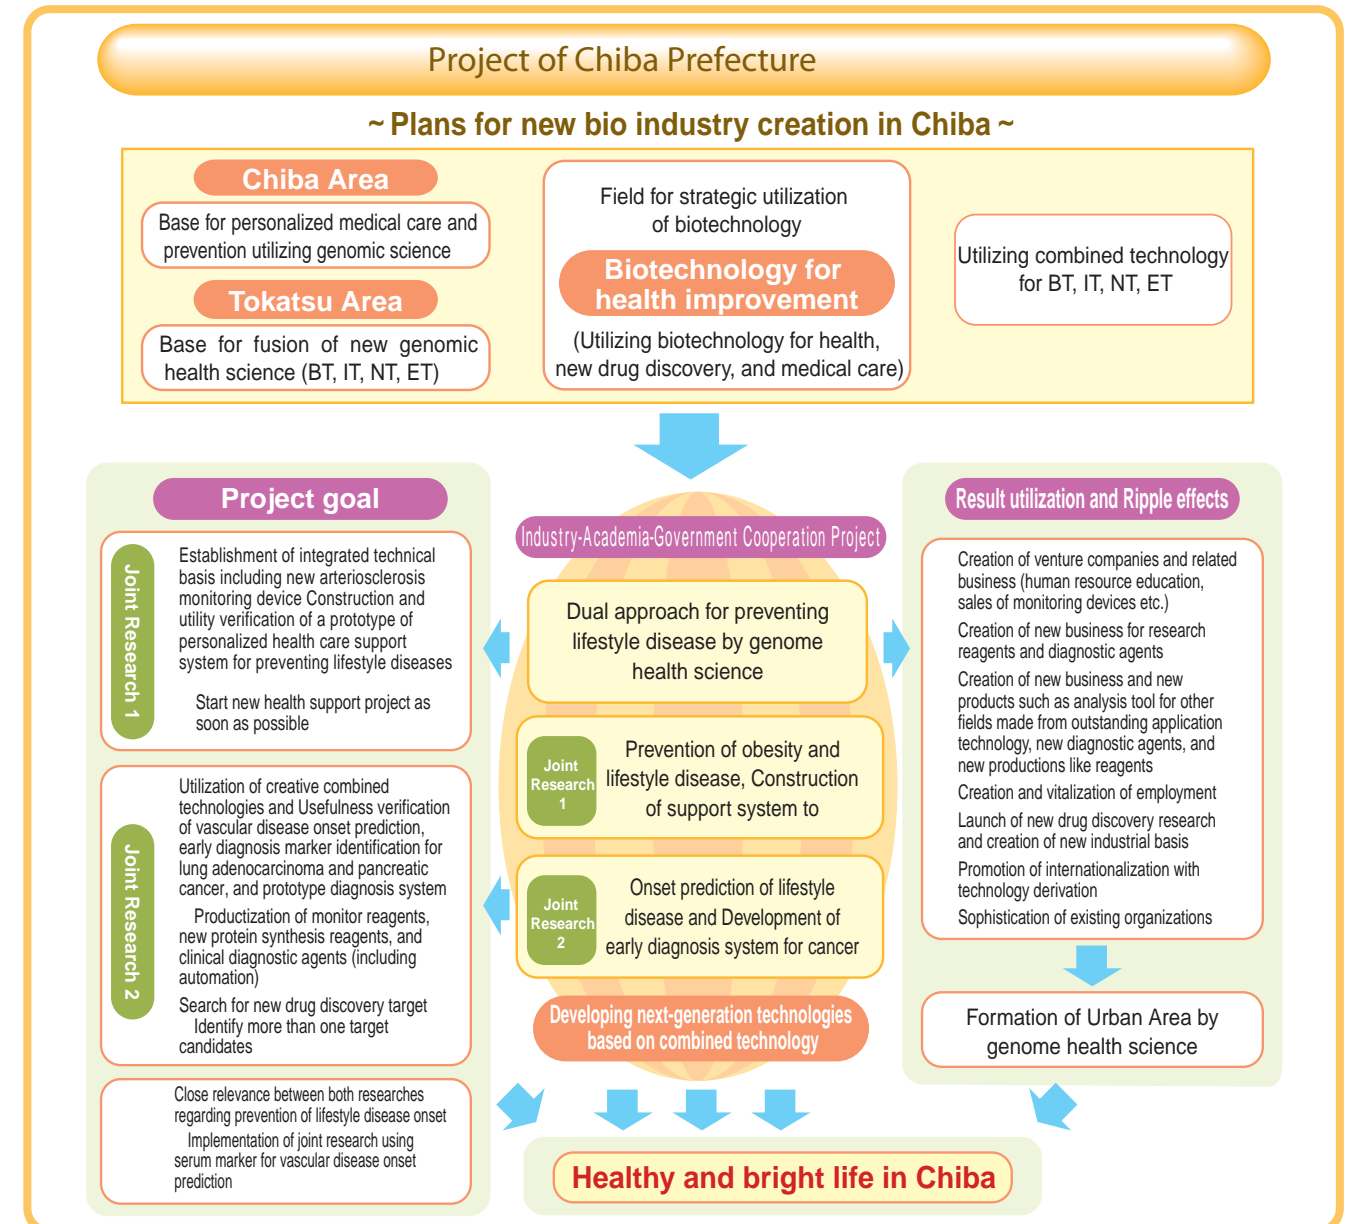 Project of Chiba Prefecture
~ Plans for new bio industry creation in Chiba ~
Chiba Area
Base for personalized medical care and
prevention utilizing genomic science
Tokatsu Area
Base for fusion of new genomic
health science (BT, IT, NT, ET)
Field for strategic utilization
of biotechnology
Biotechnology for
health improvement
(Utilizing biotechnology for health,
new drug discovery, and medical care)
Utilizing combined technology
for BT, IT, NT, ET
Project goal
Joint Research 1
Establishment of integrated technical
basis including new arteriosclerosis
monitoring device Construction and
utility verification of a prototype of
personalized health care support
system for preventing lifestyle diseases
Start new health support project as
soon as possible
Joint Research 2
Utilization of creative combined
technologies and Usefulness verification
of vascular disease onset prediction,
early diagnosis marker identification for
lung adenocarcinoma and pancreatic
cancer, and prototype diagnosis system
Productization of monitor reagents,
new protein synthesis reagents, and
clinical diagnostic agents (including
automation)
Search for new drug discovery target
Identify more than one target
candidates
Close relevance between both researches
regarding prevention of lifestyle disease onset
Implementation of joint research using
serum marker for vascular disease onset
prediction
Industry-Academia-Government Cooperation Project
Dual approach for preventing
lifestyle disease by genome
health science
Joint
Research
1
Prevention of obesity and
lifestyle disease, Construction
of support system to
Joint
Research
2
Onset prediction of lifestyle
disease and Development of
early diagnosis system for cancer
Developing next-generation technologies
based on combined technology
Result utilization and Ripple effects
Creation of venture companies and related
business (human resource education,
sales of monitoring devices etc.)
Creation of new business for research
reagents and diagnostic agents
Creation of new business and new
products such as analysis tool for other
fields made from outstanding application
technology, new diagnostic agents, and
new productions like reagents
Creation and vitalization of employment
Launch of new drug discovery research
and creation of new industrial basis
Promotion of internationalization with
technology derivation
Sophistication of existing organizations
Formation of Urban Area by
genome health science
Healthy and bright life in Chiba